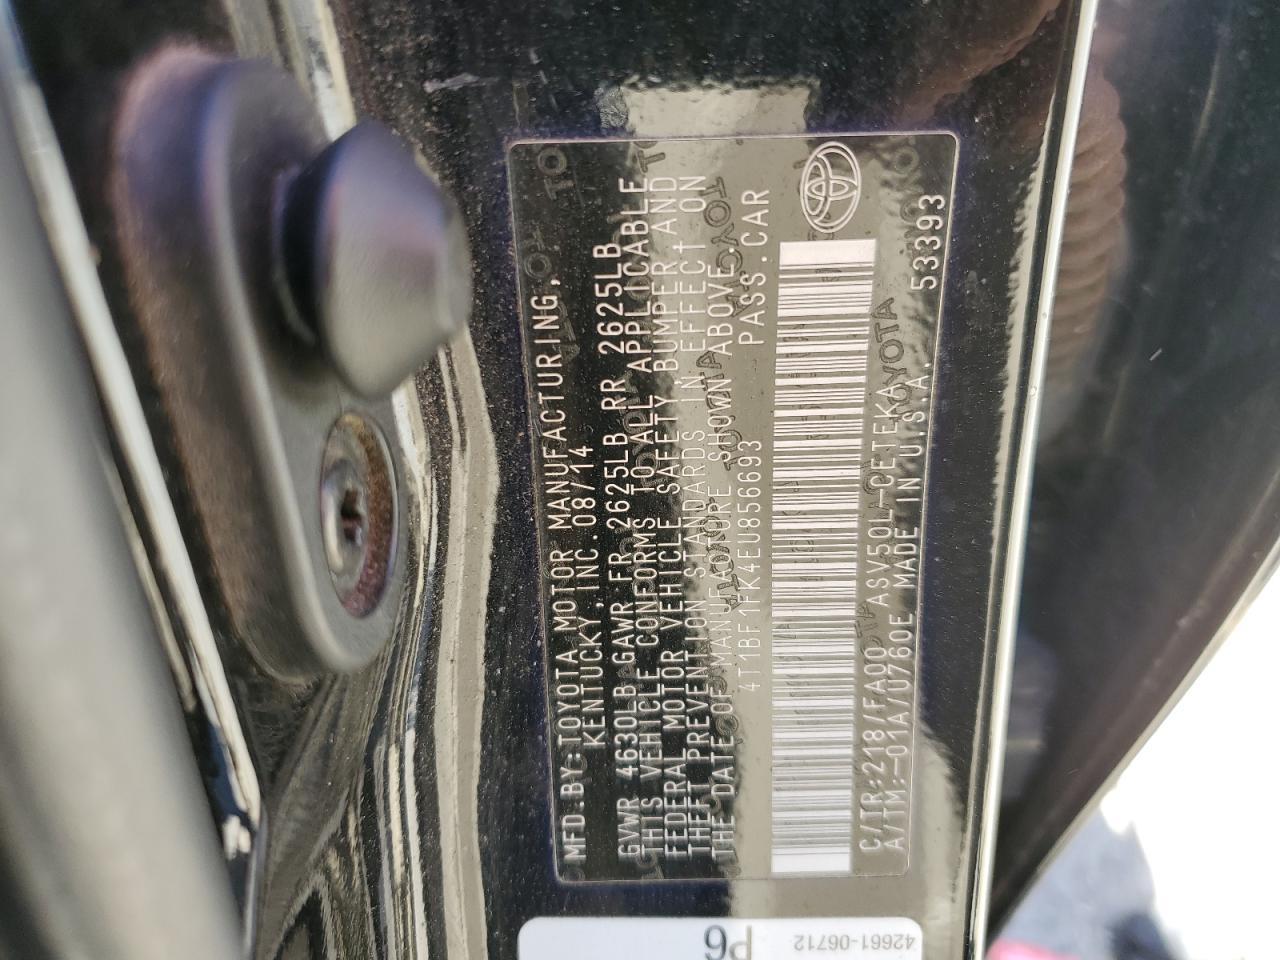 MFD.BY:TOYOTA MOTOR MANUFACTURING,
KENTUCKY,INC.08/14
GVWR 4630LB GAWR FR 2625LB RR 2625LB
THIS VEHICLE CONFORMS TO ALL APPLICABLE
FEDERAL MOTOR VEHICLE SAFETY,BUMPER,AND
THEFT PREVENTION STANDARDS IN EFFECT ON
THE DATE OF MANUFACTURE SHOWN ABOVE.
4T1BF1FK4EU856693 PASS.CAR
C/TR:218/FA00 ASV50L-CETEKA
A/TM:-01A/U760E MADE IN U.S.A. 53393
P6
42661-06712